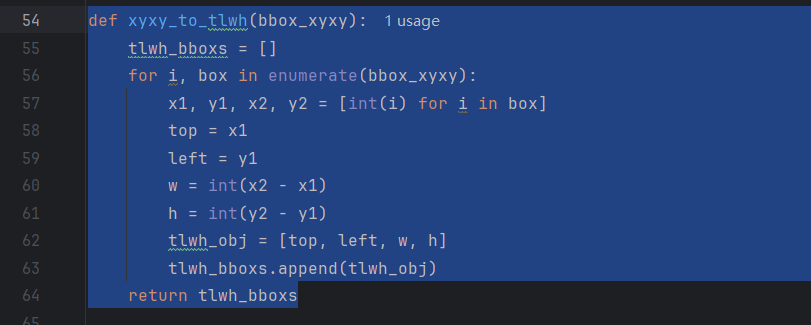 54 def xyxy_to_tlwh(bbox_xyxy): 1 usage
55     tlwh_bboxs = []
56     for i, box in enumerate(bbox_xyxy):
57         x1, y1, x2, y2 = [int(i) for i in box]
58         top = x1
59         left = y1
60         w = int(x2 - x1)
61         h = int(y2 - y1)
62         tlwh_obj = [top, left, w, h]
63         tlwh_bboxs.append(tlwh_obj)
64     return tlwh_bboxs
65